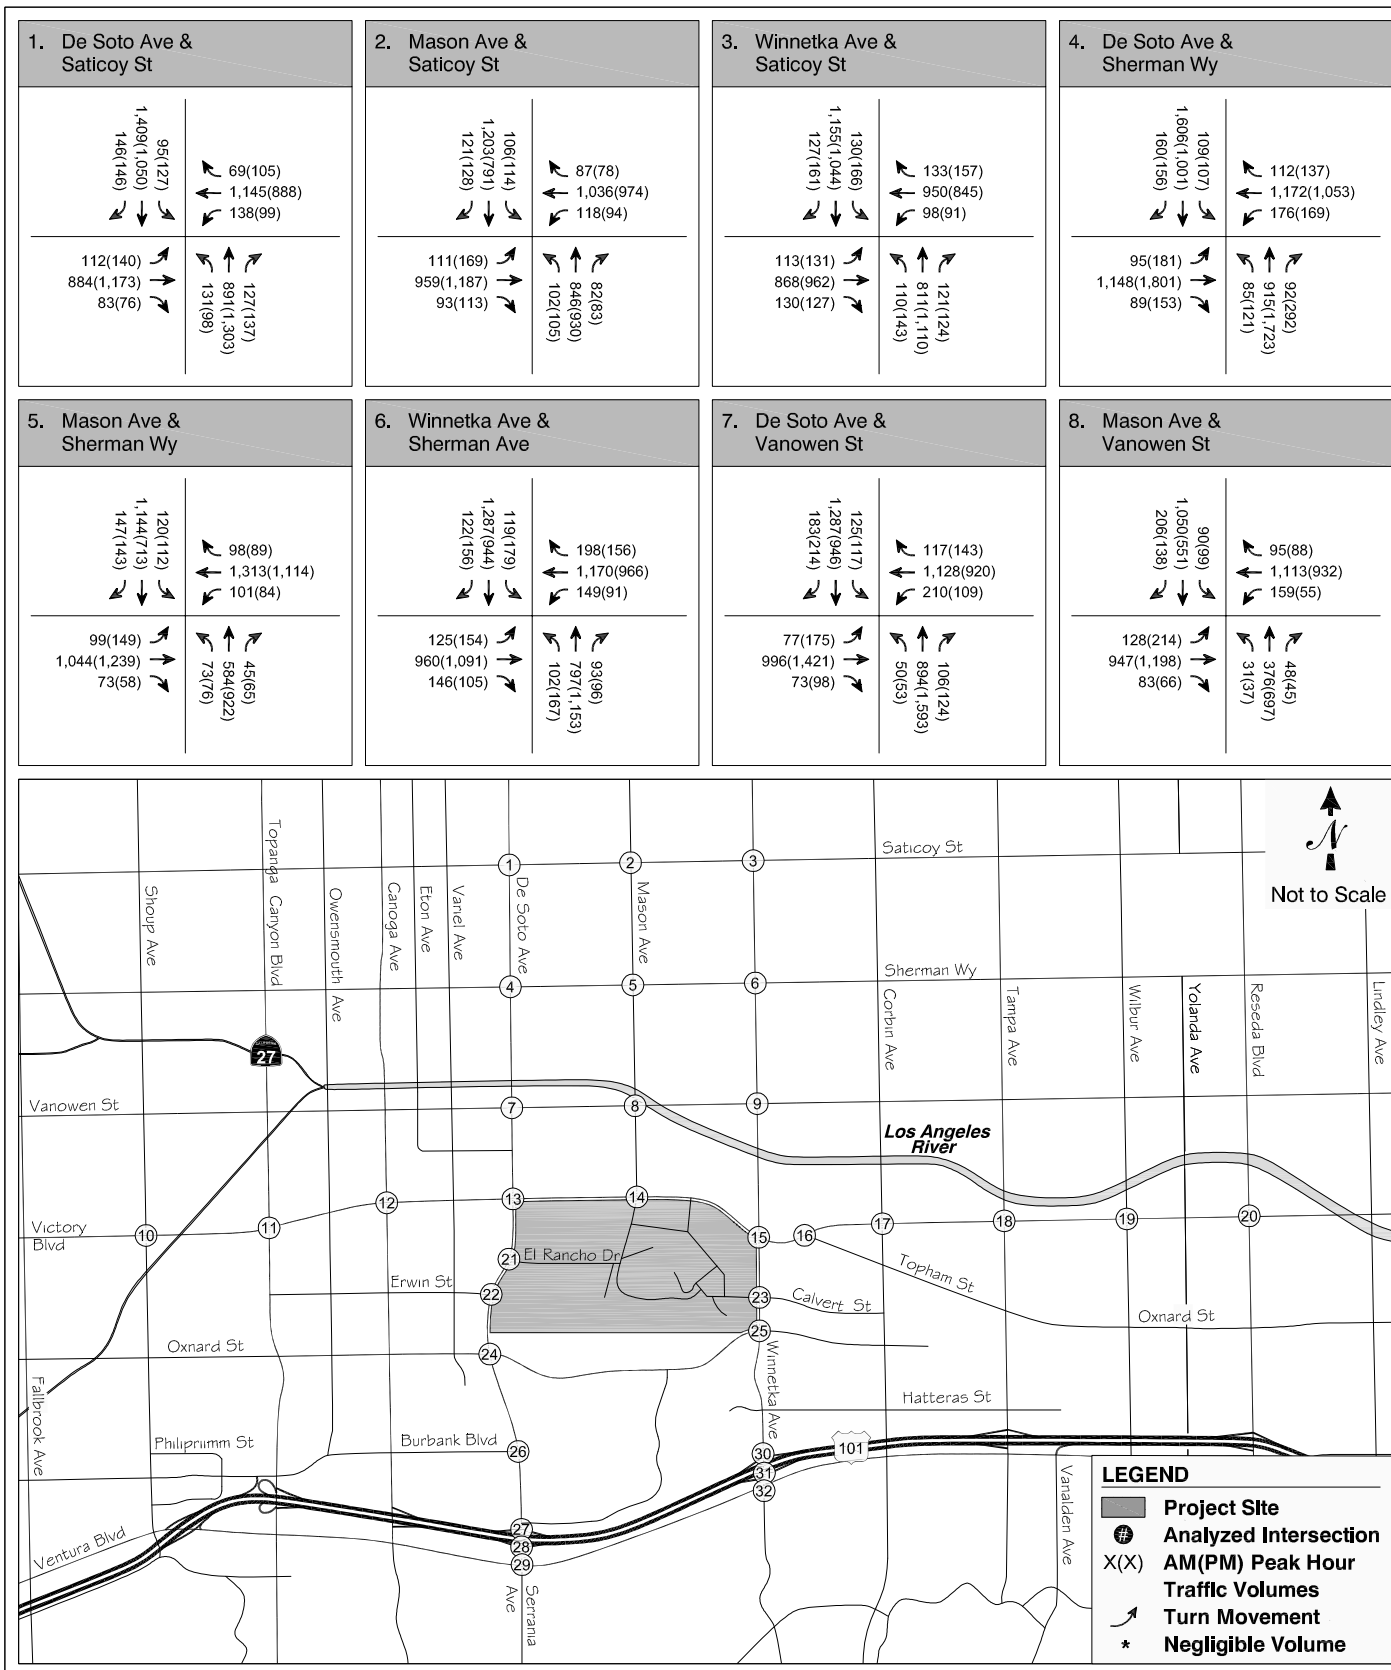 1. De Soto Ave &
Saticoy St
1,409(1,050)
146(146)
95(127)
69(105)
1,145(888)
138(99)
112(140)
884(1,173)
83(76)
131(98)
891(1,303)
127(137)
2. Mason Ave &
Saticoy St
121(128)
1,203(791)
106(114)
87(78)
1,036(974)
118(94)
111(169)
959(1,187)
93(113)
102(105)
846(930)
82(83)
3. Winnetka Ave &
Saticoy St
127(161)
1,155(1,044)
130(166)
133(157)
950(845)
98(91)
113(131)
868(962)
130(127)
110(143)
811(1,110)
121(124)
4. De Soto Ave &
Sherman Wy
160(156)
1,606(1,001)
109(107)
112(137)
1,172(1,053)
176(169)
95(181)
1,148(1,801)
89(153)
85(121)
915(1,723)
92(292)
5. Mason Ave &
Sherman Wy
147(143)
1,144(713)
120(112)
98(89)
1,313(1,114)
101(84)
99(149)
1,044(1,239)
73(58)
73(76)
584(922)
45(65)
6. Winnetka Ave &
Sherman Ave
122(156)
1,287(944)
119(179)
198(156)
1,170(966)
149(91)
125(154)
960(1,091)
146(105)
102(167)
797(1,153)
93(96)
7. De Soto Ave &
Vanowen St
183(214)
1,287(946)
125(117)
117(143)
1,128(920)
210(109)
77(175)
996(1,421)
73(98)
50(53)
894(1,593)
106(124)
8. Mason Ave &
Vanowen St
206(138)
1,050(551)
90(99)
95(88)
1,113(932)
159(55)
128(214)
947(1,198)
83(66)
31(37)
376(697)
48(45)
N
Not to Scale
Saticoy St
1
2
3
Shoup Ave
Topanga Canyon Blvd
Owensmouth Ave
Canoga Ave
Eton Ave
Variel Ave
De Soto Ave
Mason Ave
Sherman Wy
4
5
6
Corbin Ave
Tampa Ave
Wilbur Ave
Yolanda Ave
Reseda Blvd
Lindley Ave
27
Vanowen St
7
8
9
Los Angeles
River
Victory
Blvd
10
11
12
13
14
15
16
17
18
19
20
21
El Rancho Dr
Erwin St
22
23
Calvert St
Topham St
Oxnard St
Oxnard St
24
25
Winnetka Ave
Hatteras St
Fallbrook Ave
Philiprimm St
Burbank Blvd
26
30
31
32
101
Vanalden Ave
Ventura Blvd
27
28
29
Serrania
Ave
LEGEND
Project Site
# Analyzed Intersection
X(X) AM(PM) Peak Hour
Traffic Volumes
Turn Movement
* Negligible Volume